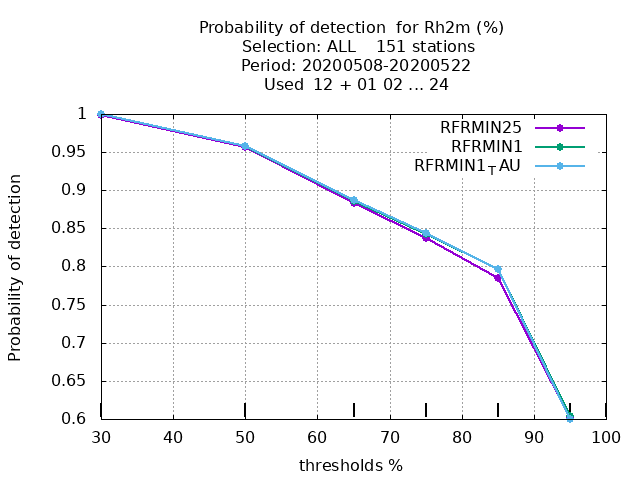 Probability of detection  for Rh2m (%)
Selection: ALL    151 stations
Period: 20200508-20200522
Used  12 + 01 02 ... 24
RFRMIN25
RFRMIN1
RFRMIN1TAU
Probability of detection
1
0.95
0.9
0.85
0.8
0.75
0.7
0.65
0.6
30 40 50 60 70 80 90 100
thresholds %